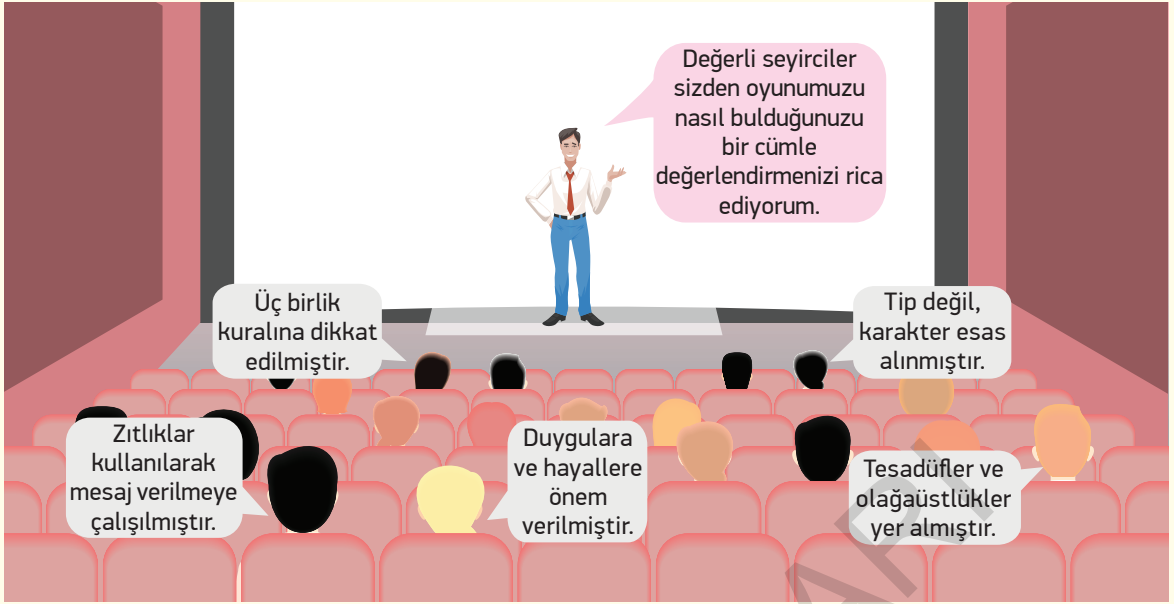 Değerli seyirciler
sizden oyunumuzu
nasıl bulduğunuzu
bir cümle
değerlendirmenizi rica
ediyorum.
Üç birlik
kuralına dikkat
edilmiştir.
Tip değil,
karakter esas
alınmıştır.
Zıtlıklar
kullanılarak
mesaj verilmeye
çalışılmıştır.
Duygulara
ve hayallere
önem
verilmiştir.
Tesadüfler ve
olağaüstlükler
yer almıştır.